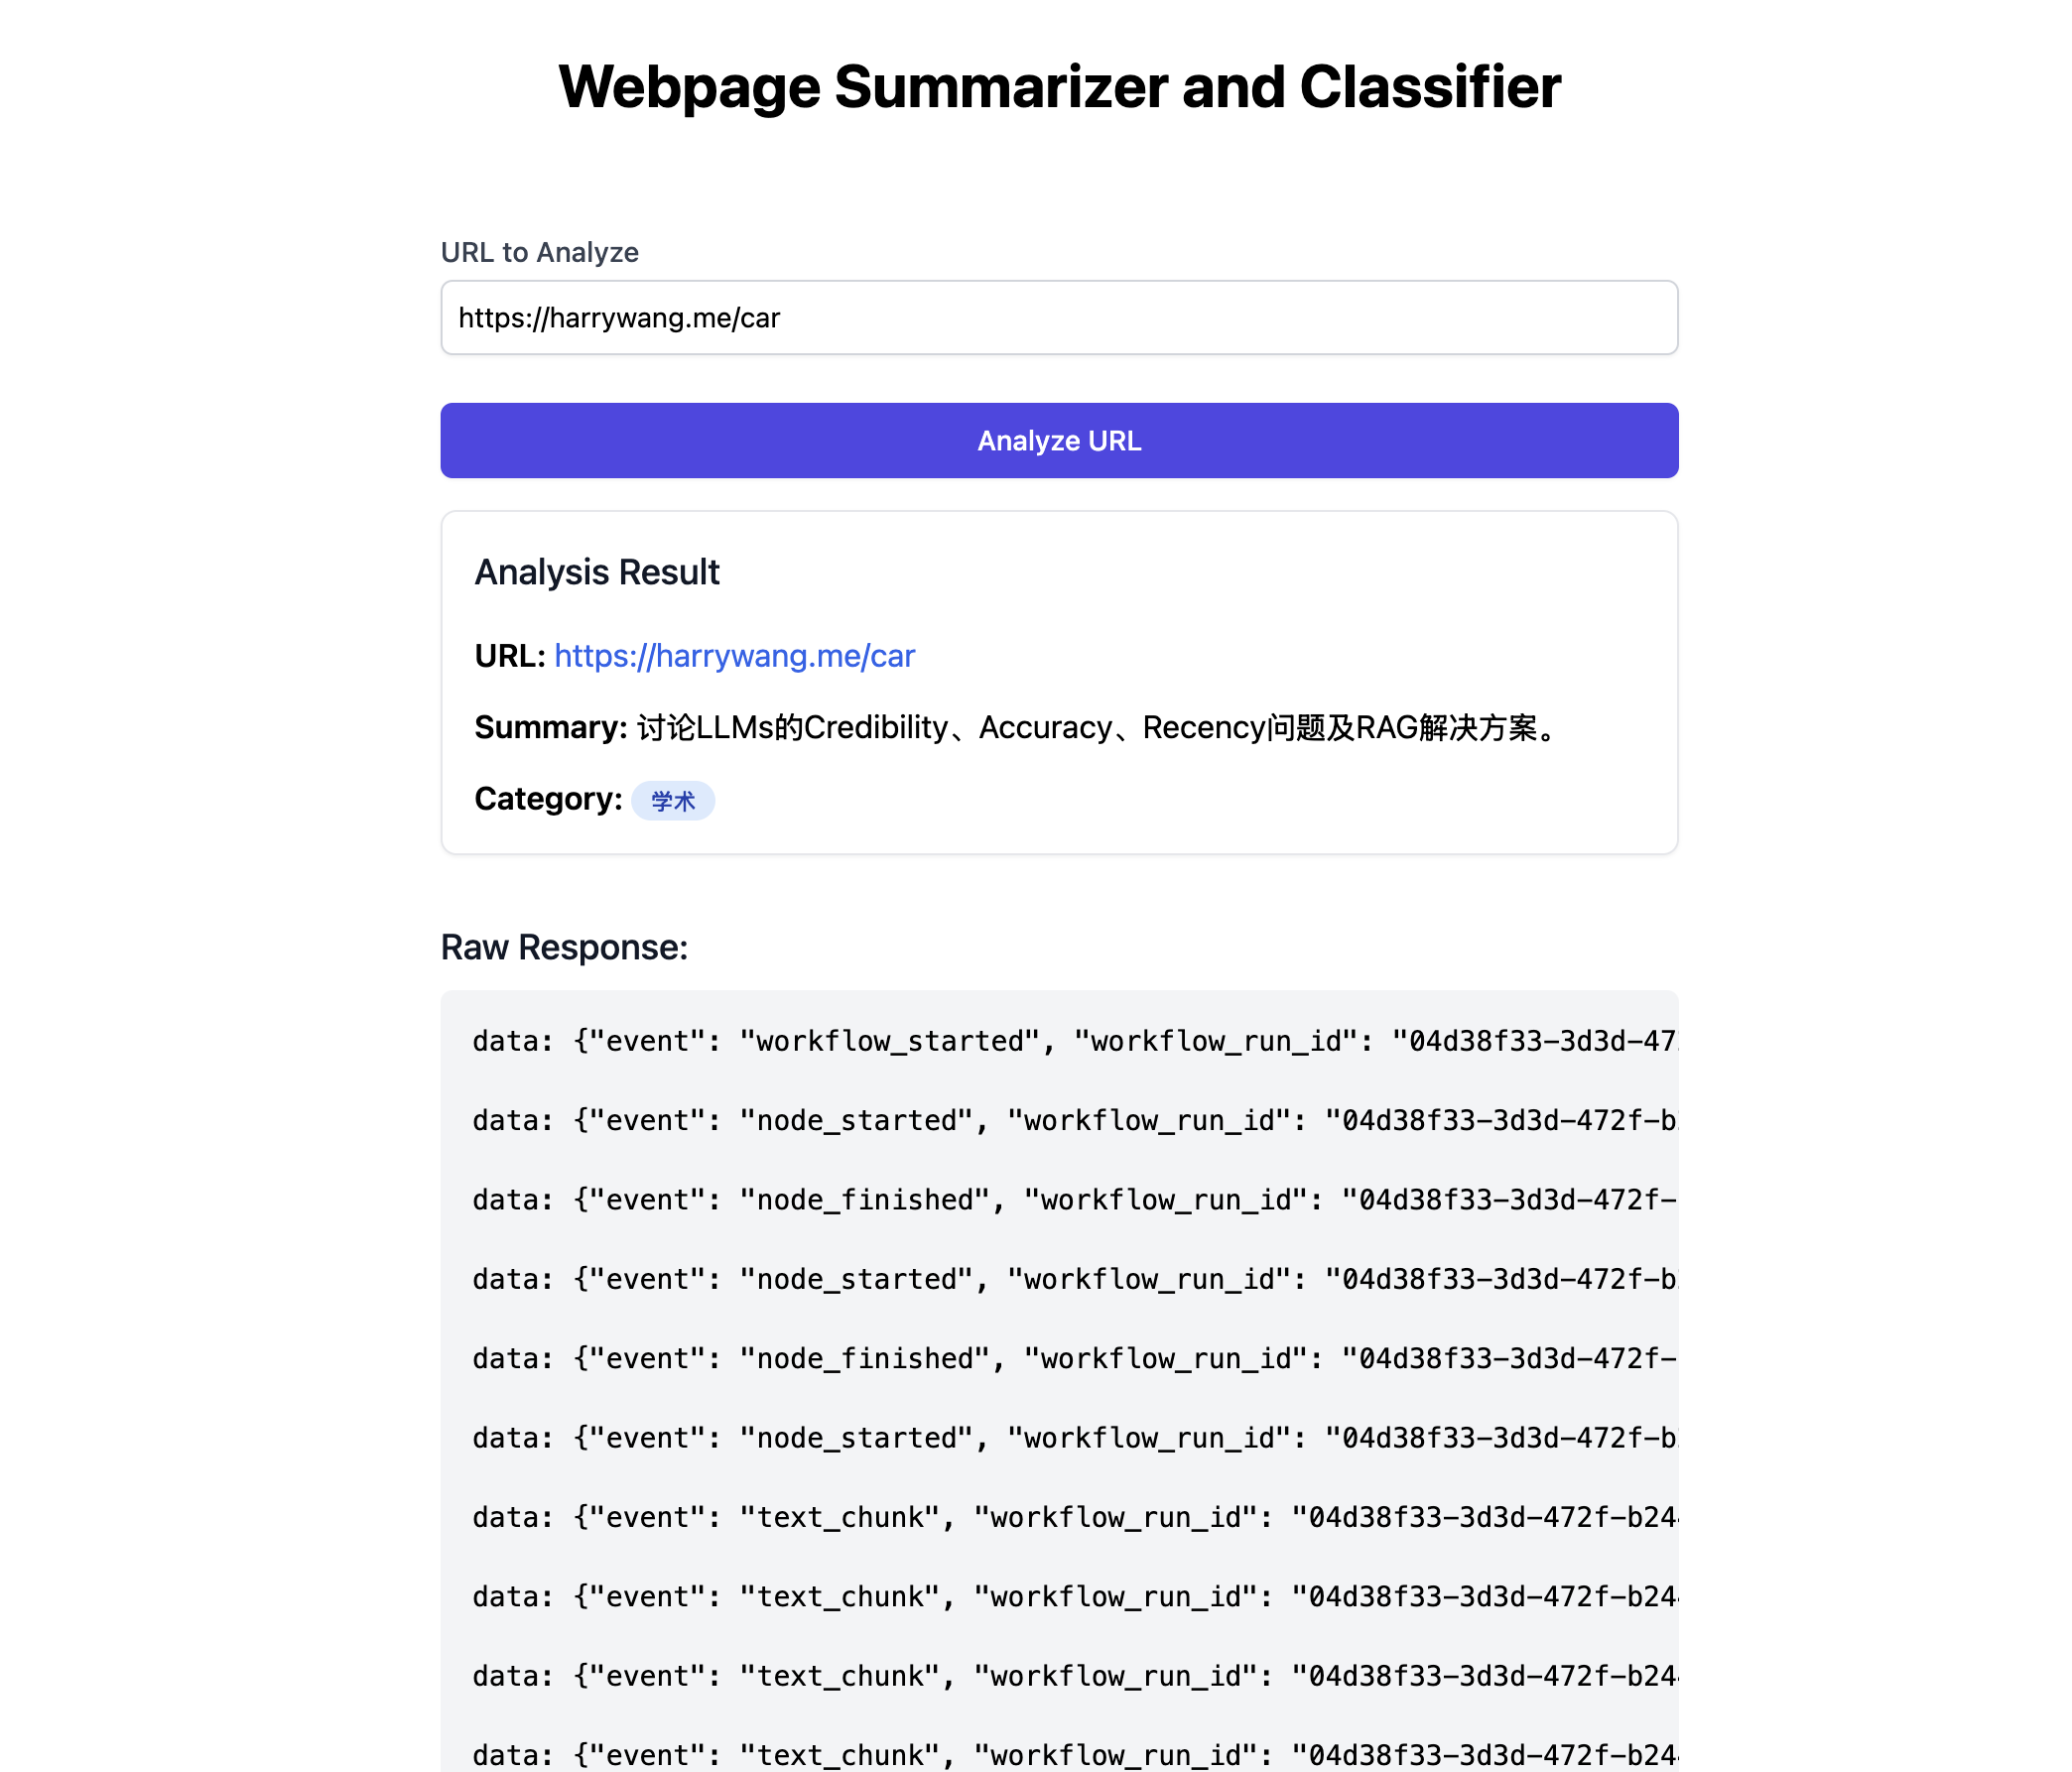 Webpage Summarizer and Classifier
URL to Analyze
https://harrywang.me/car
Analyze URL
Analysis Result
URL: https://harrywang.me/car
Summary: 讨论LLMs的Credibility、Accuracy、Recency问题及RAG解决方案。
Category: 学术
Raw Response:
data: {"event": "workflow_started", "workflow_run_id": "04d38f33-3d3d-47
data: {"event": "node_started", "workflow_run_id": "04d38f33-3d3d-472f-b
data: {"event": "node_finished", "workflow_run_id": "04d38f33-3d3d-472f-
data: {"event": "node_started", "workflow_run_id": "04d38f33-3d3d-472f-b
data: {"event": "node_finished", "workflow_run_id": "04d38f33-3d3d-472f-
data: {"event": "node_started", "workflow_run_id": "04d38f33-3d3d-472f-b
data: {"event": "text_chunk", "workflow_run_id": "04d38f33-3d3d-472f-b24
data: {"event": "text_chunk", "workflow_run_id": "04d38f33-3d3d-472f-b24
data: {"event": "text_chunk", "workflow_run_id": "04d38f33-3d3d-472f-b24
data: {"event": "text_chunk", "workflow_run_id": "04d38f33-3d3d-472f-b24